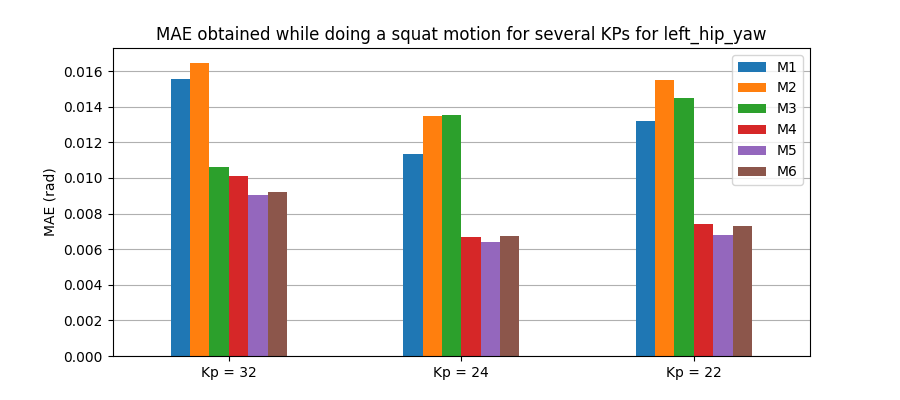 MAE obtained while doing a squat motion for several KPs for left_hip_yaw
MAE (rad)
0.016
0.014
0.012
0.010
0.008
0.006
0.004
0.002
0.000
M1
M2
M3
M4
M5
M6
Kp = 32
Kp = 24
Kp = 22